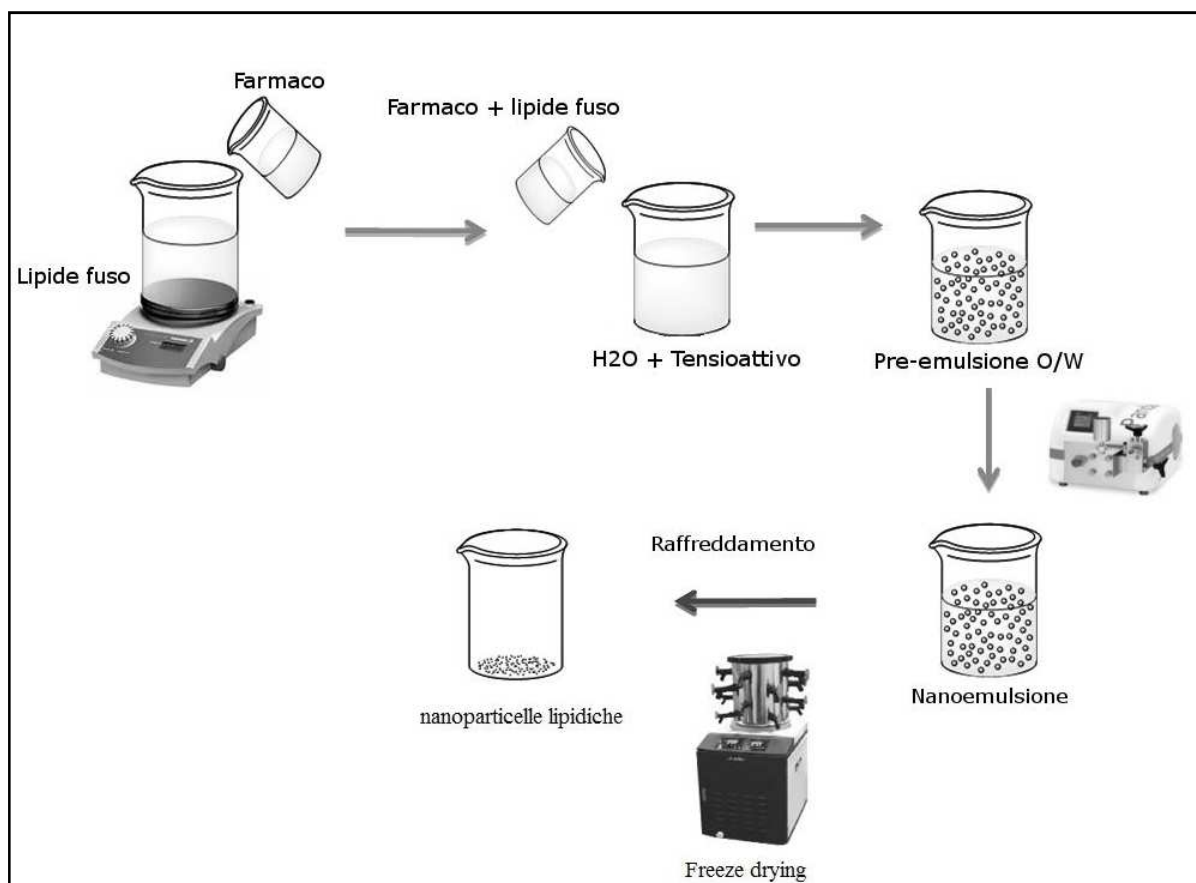 Farmaco
Farmaco + lipide fuso
Lipide fuso
H2O + Tensioattivo
Pre-emulsione O/W
Raffreddamento
Nanoemulsione
nanoparticelle lipidiche
Freeze drying